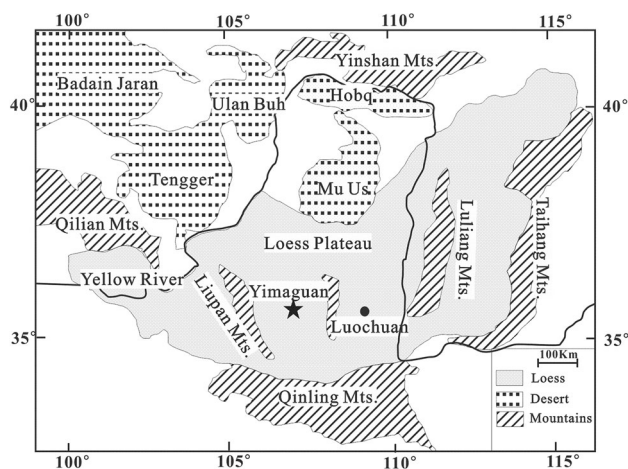 100°
105°
110°
115°
Yinshan Mts.
Badain Jaran
40°
Ulan Buh
Hobq
40°
Tengger
Mu Us.
Qilian Mts.
Luliang Mts.
Taihang Mts
Loess Plateau
Yellow River
Liupan Mts.
Yimaguan
Luochuan
35°
35°
100Km
Loess
Desert
Mountains
Qinling Mts.
100°
105°
110°
115°